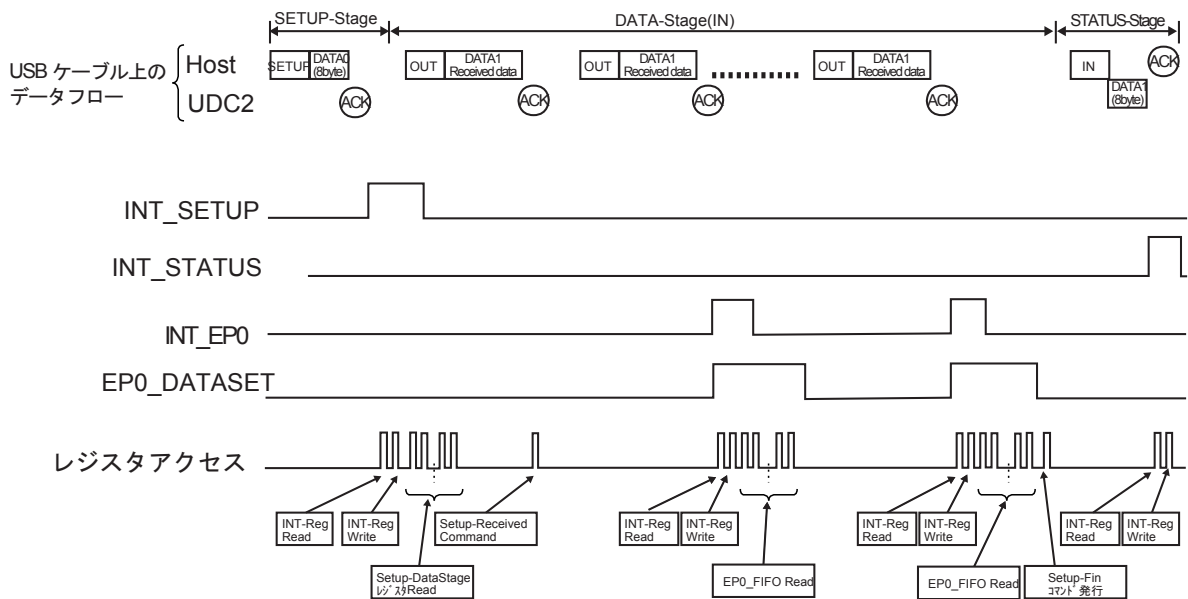 SETUP-Stage
DATA-Stage(IN)
STATUS-Stage
USB ケーブル上の
データフロー
Host
UDC2
SETUP
DATA0
(8byte)
ACK
OUT
DATA1
Received data
ACK
OUT
DATA1
Received data
ACK
OUT
DATA1
Received data
ACK
IN
DATA1
(8byte)
ACK
INT_SETUP
INT_STATUS
INT_EP0
EP0_DATASET
レジスタアクセス
INT-Reg
Read
INT-Reg
Write
Setup-Received
Command
INT-Reg
Read
INT-Reg
Write
INT-Reg
Read
INT-Reg
Write
INT-Reg
Read
INT-Reg
Write
Setup-DataStage
ﾚｼﾞｽﾀRead
EP0_FIFO Read
EP0_FIFO Read
Setup-Fin
ｺﾏﾝﾄﾞ発行